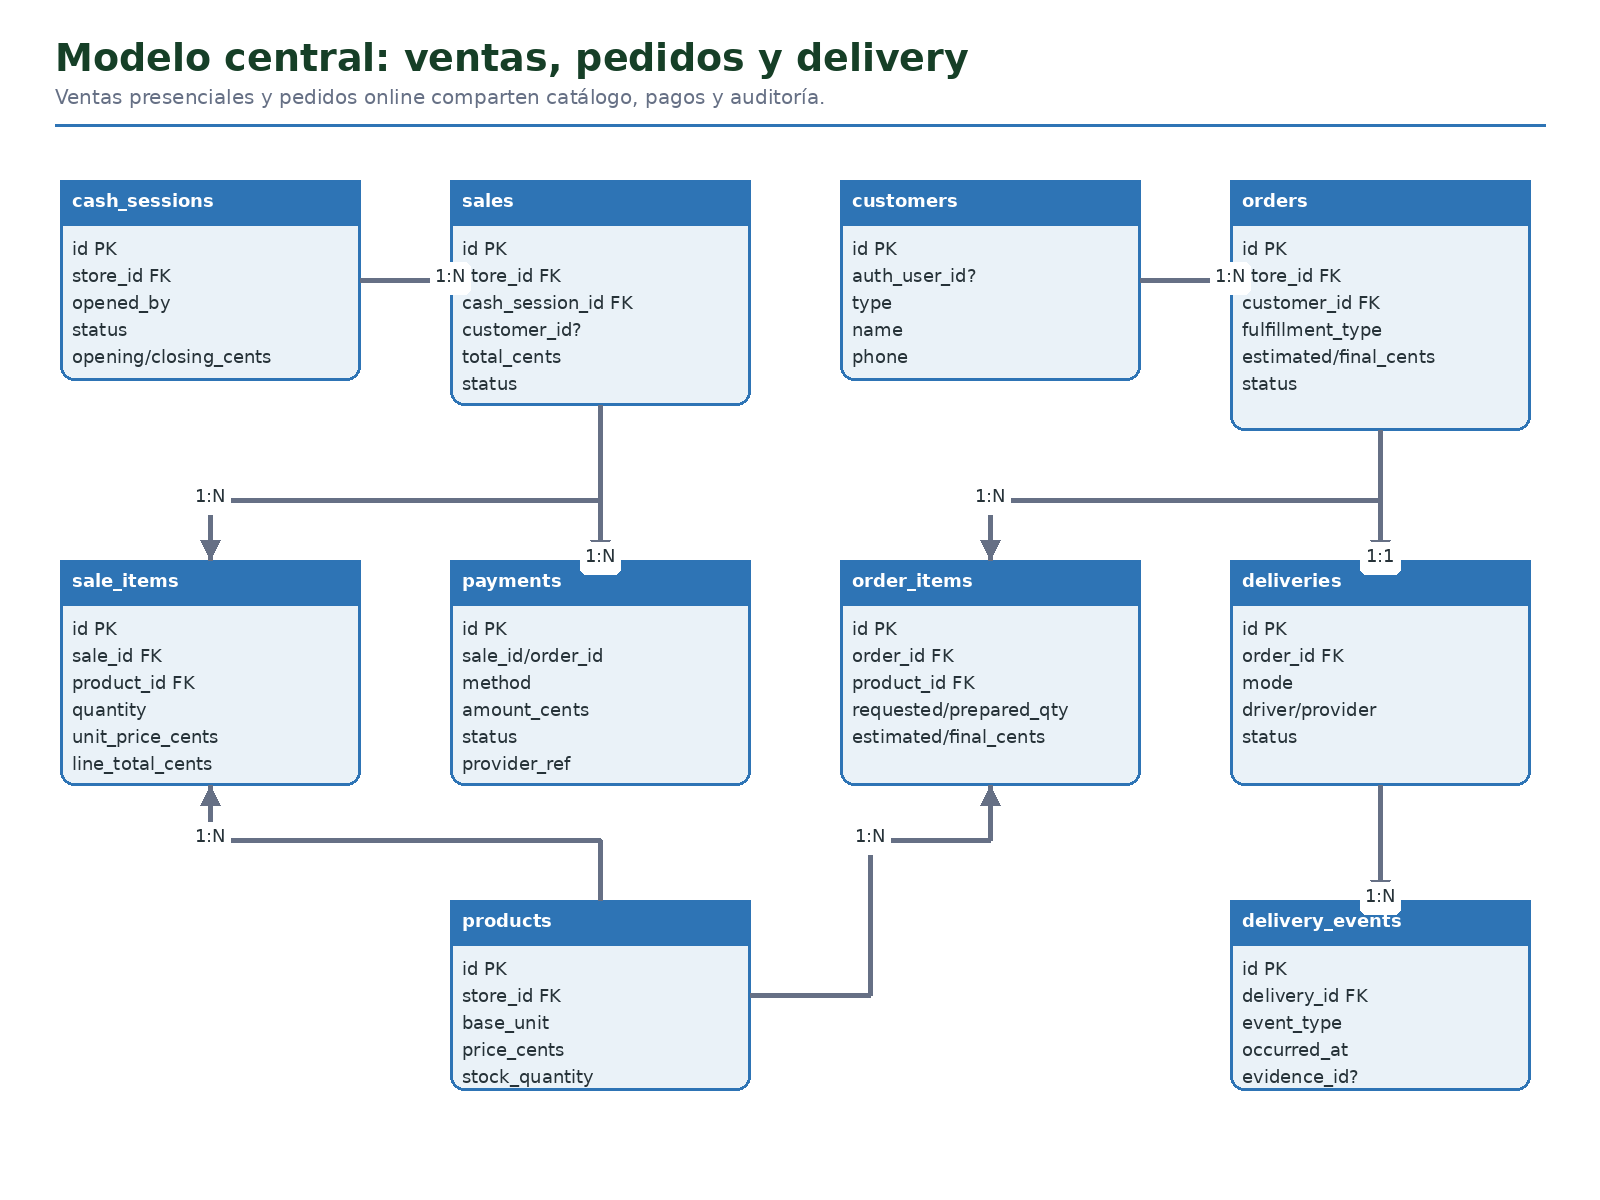 Modelo central: ventas, pedidos y delivery
Ventas presenciales y pedidos online comparten catálogo, pagos y auditoría.
cash_sessions
id PK
store_id FK
opened_by
status
opening/closing_cents
1:N
sales
id PK
tore_id FK
cash_session_id FK
customer_id?
total_cents
status
customers
id PK
auth_user_id?
type
name
phone
1:N
orders
id PK
tore_id FK
customer_id FK
fulfillment_type
estimated/final_cents
status
1:N
1:N
1:N
1:1
sale_items
id PK
sale_id FK
product_id FK
quantity
unit_price_cents
line_total_cents
payments
id PK
sale_id/order_id
method
amount_cents
status
provider_ref
order_items
id PK
order_id FK
product_id FK
requested/prepared_qty
estimated/final_cents
deliveries
id PK
order_id FK
mode
driver/provider
status
1:N
1:N
1:N
products
id PK
store_id FK
base_unit
price_cents
stock_quantity
delivery_events
id PK
delivery_id FK
event_type
occurred_at
evidence_id?